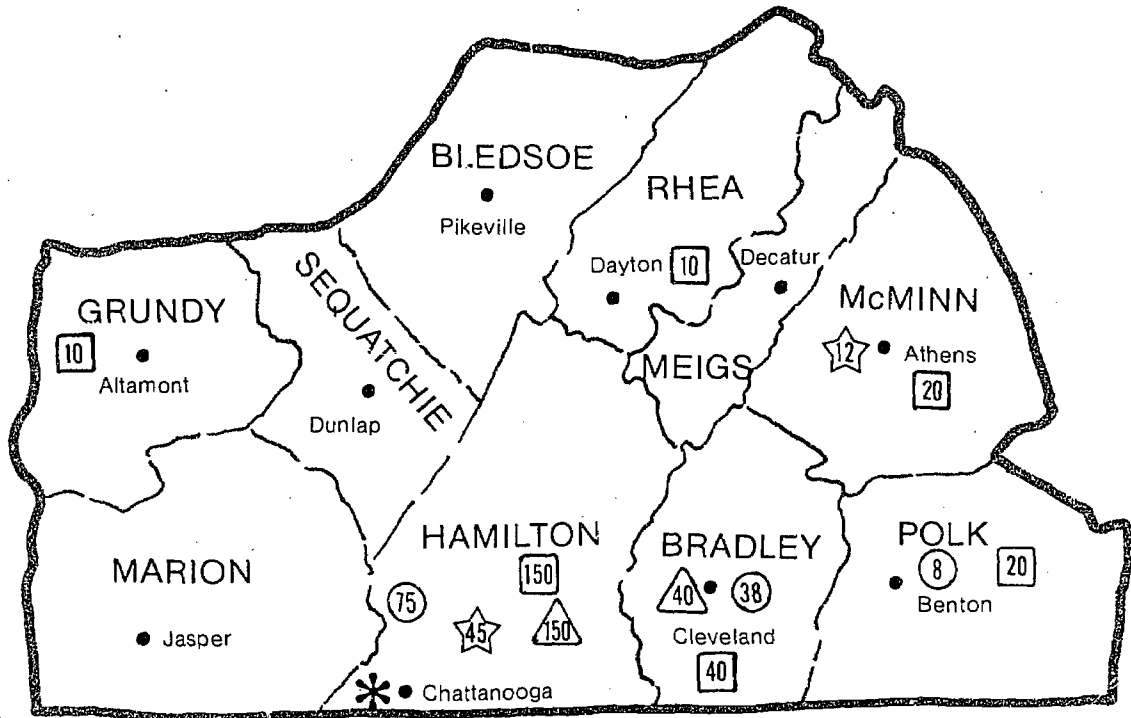 BLEDSOE
Pikeville
RHEA
Dayton
10
Decatur
SEQUATCHIE
Dunlap
GRUNDY
10
Altamont
McMINN
12
Athens
20
MEIGS
MARION
Jasper
HAMILTON
150
75
45
150
Chattanooga
BRADLEY
40
38
Cleveland
40
POLK
8
20
Benton